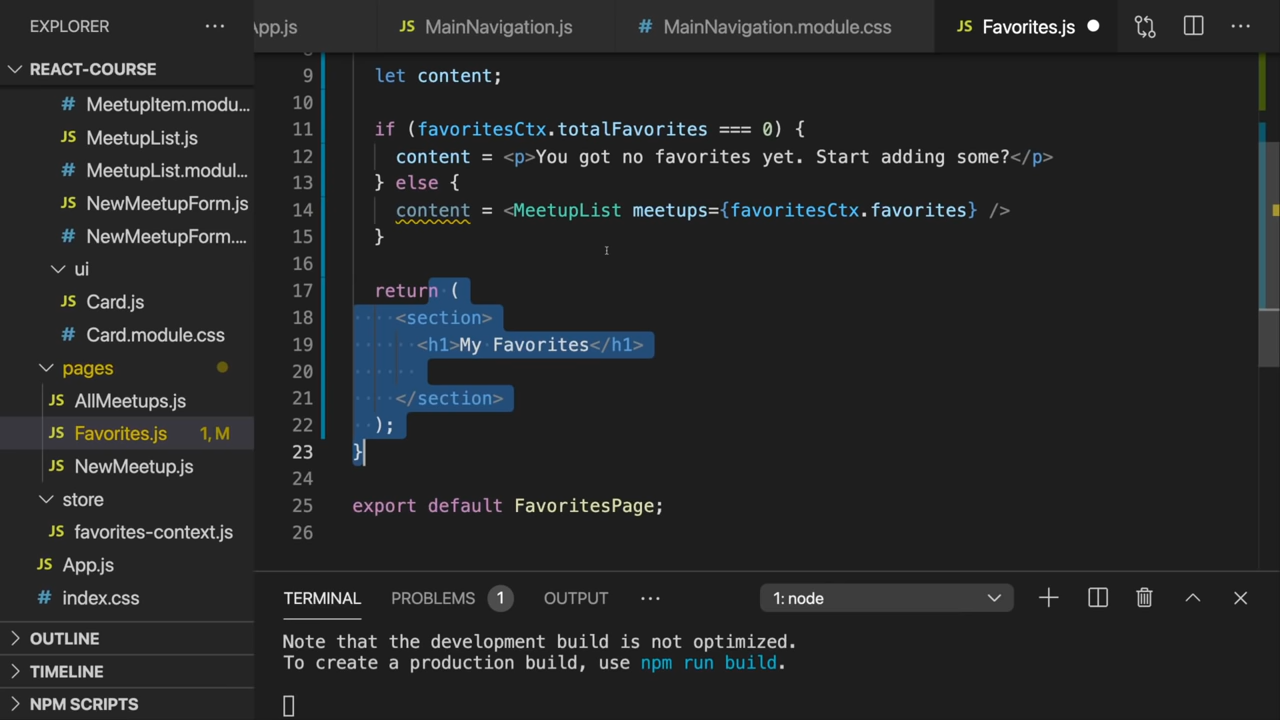 EXPLORER
REACT-COURSE
MeetupItem.modu...
MeetupList.js
MeetupList.modul...
NewMeetupForm.js
NewMeetupForm....
ui
Card.js
Card.module.css
pages
AllMeetups.js
Favorites.js 1, M
NewMeetup.js
store
favorites-context.js
App.js
index.css
OUTLINE
TIMELINE
NPM SCRIPTS
App.js JS MainNavigation.js # MainNavigation.module.css JS Favorites.js
9 let content;
10
11 if (favoritesCtx.totalFavorites === 0) {
12 content = <p>You got no favorites yet. Start adding some?</p>
13 } else {
14 content = <MeetupList meetups={favoritesCtx.favorites} />
15 }
16
17 return (
18 <section>
19 <h1>My Favorites</h1>
20
21 </section>
22 );
23 }
24
25 export default FavoritesPage;
26
TERMINAL PROBLEMS 1 OUTPUT ... 1: node
Note that the development build is not optimized.
To create a production build, use npm run build.